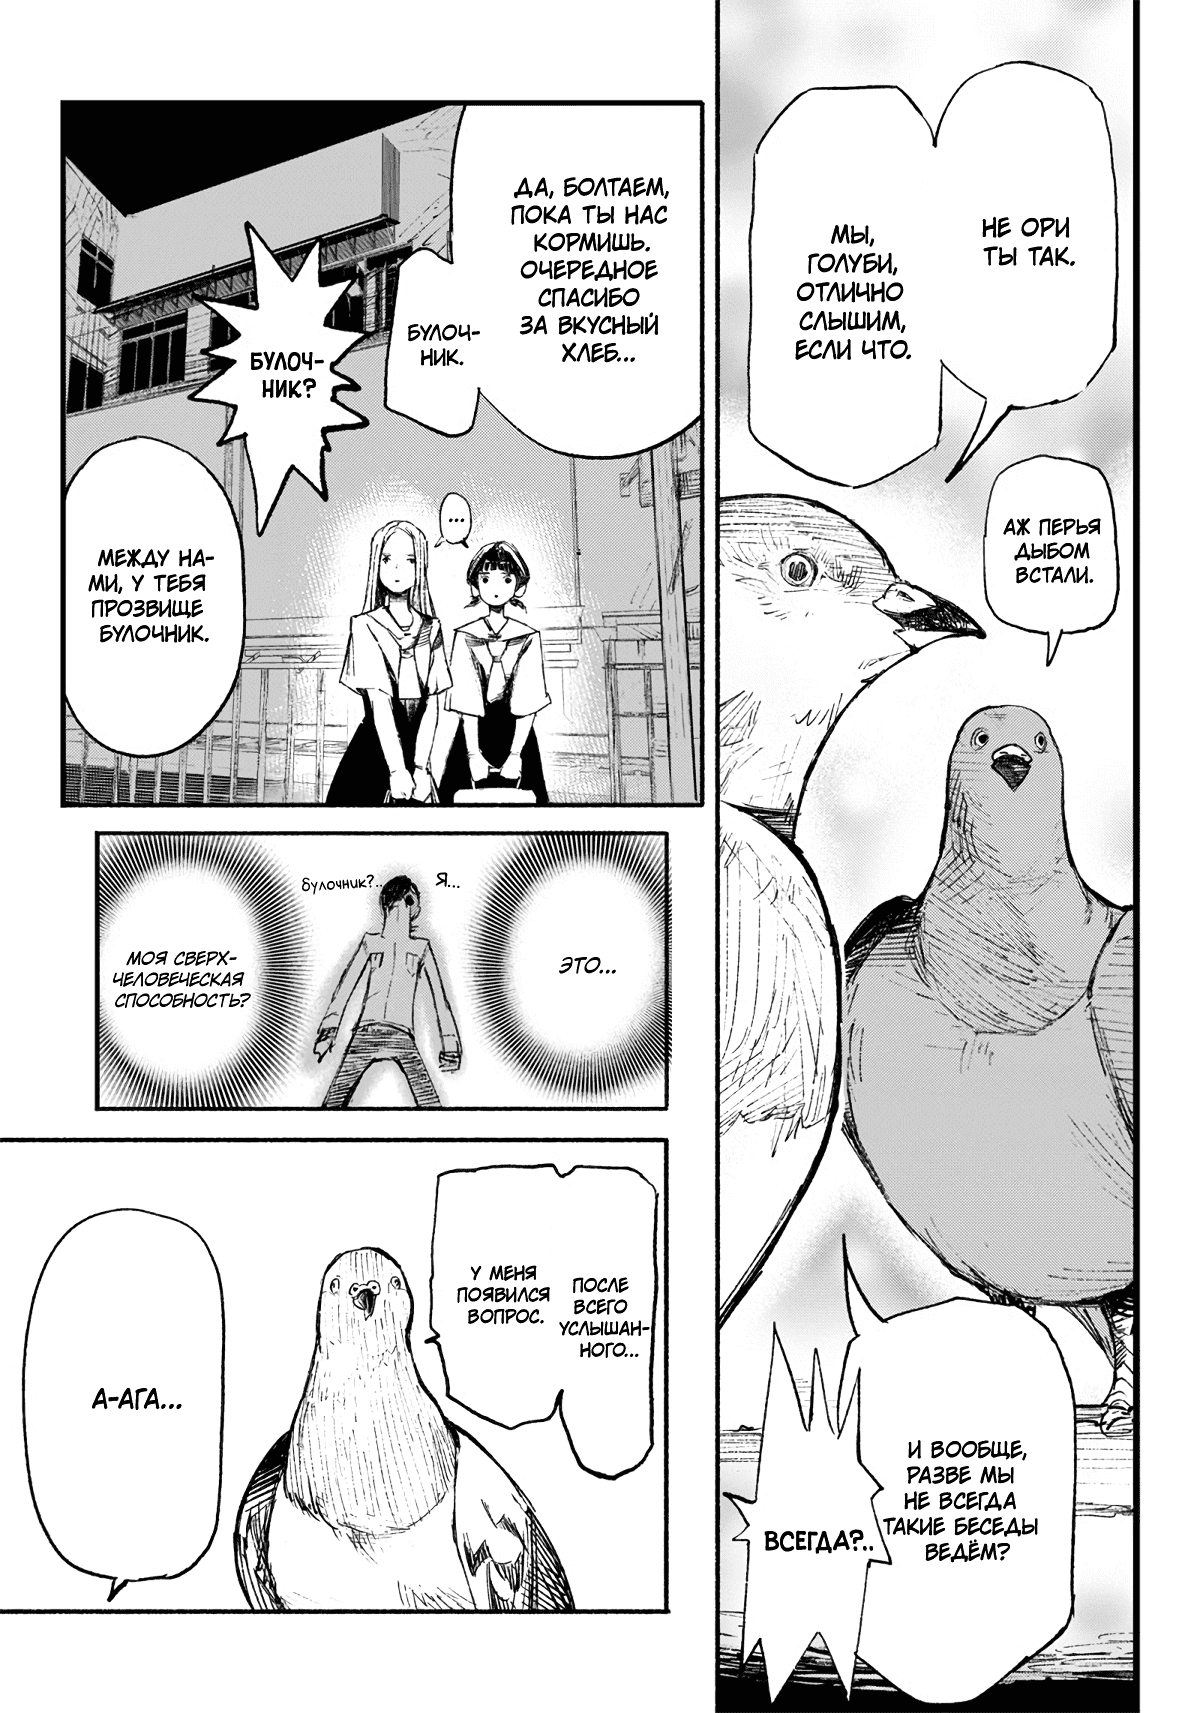 НЕ ОРИ
ТЫ ТАК.
МЫ,
ГОЛУБИ,
ОТЛИЧНО
СЛЫШИМ,
ЕСЛИ ЧТО.
АЖ ПЕРЬЯ
ДЫБОМ
ВСТАЛИ.
И ВООБЩЕ,
РАЗВЕ МЫ
НЕ ВСЕГДА
ТАКИЕ БЕСЕДЫ
ВЕДЁМ?
ВСЕГДА?..
ДА, БОЛТАЕМ,
ПОКА ТЫ НАС
КОРМИШЬ.
ОЧЕРЕДНОЕ
СПАСИБО
ЗА ВКУСНЫЙ
ХЛЕБ...
БУЛОЧ-
НИК.
БУЛОЧ-
НИК?
...
МЕЖДУ НА-
МИ, У ТЕБЯ
ПРОЗВИЩЕ
БУЛОЧНИК.
ЭТО...
Я...
булочник?..
МОЯ СВЕРХ-
ЧЕЛОВЕЧЕСКАЯ
СПОСОБНОСТЬ?
ПОСЛЕ
ВСЕГО
УСЛЫШАН-
НОГО...
У МЕНЯ
ПОЯВИЛСЯ
ВОПРОС.
А-АГА...